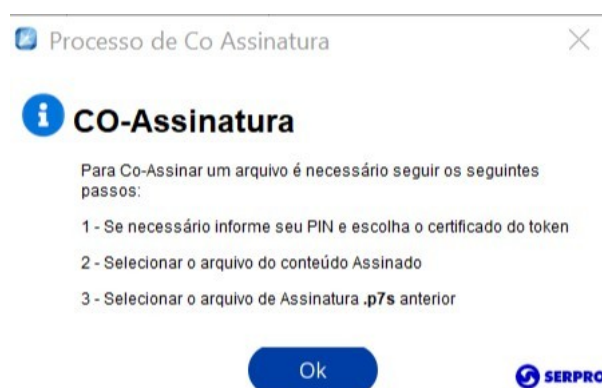 Processo de Co Assinatura
CO-Assinatura
Para Co-Assinar um arquivo é necessário seguir os seguintes
passos:
1 - Se necessário informe seu PIN e escolha o certificado do token
2 - Selecionar o arquivo do conteúdo Assinado
3 - Selecionar o arquivo de Assinatura .p7s anterior
Ok
SERPRO